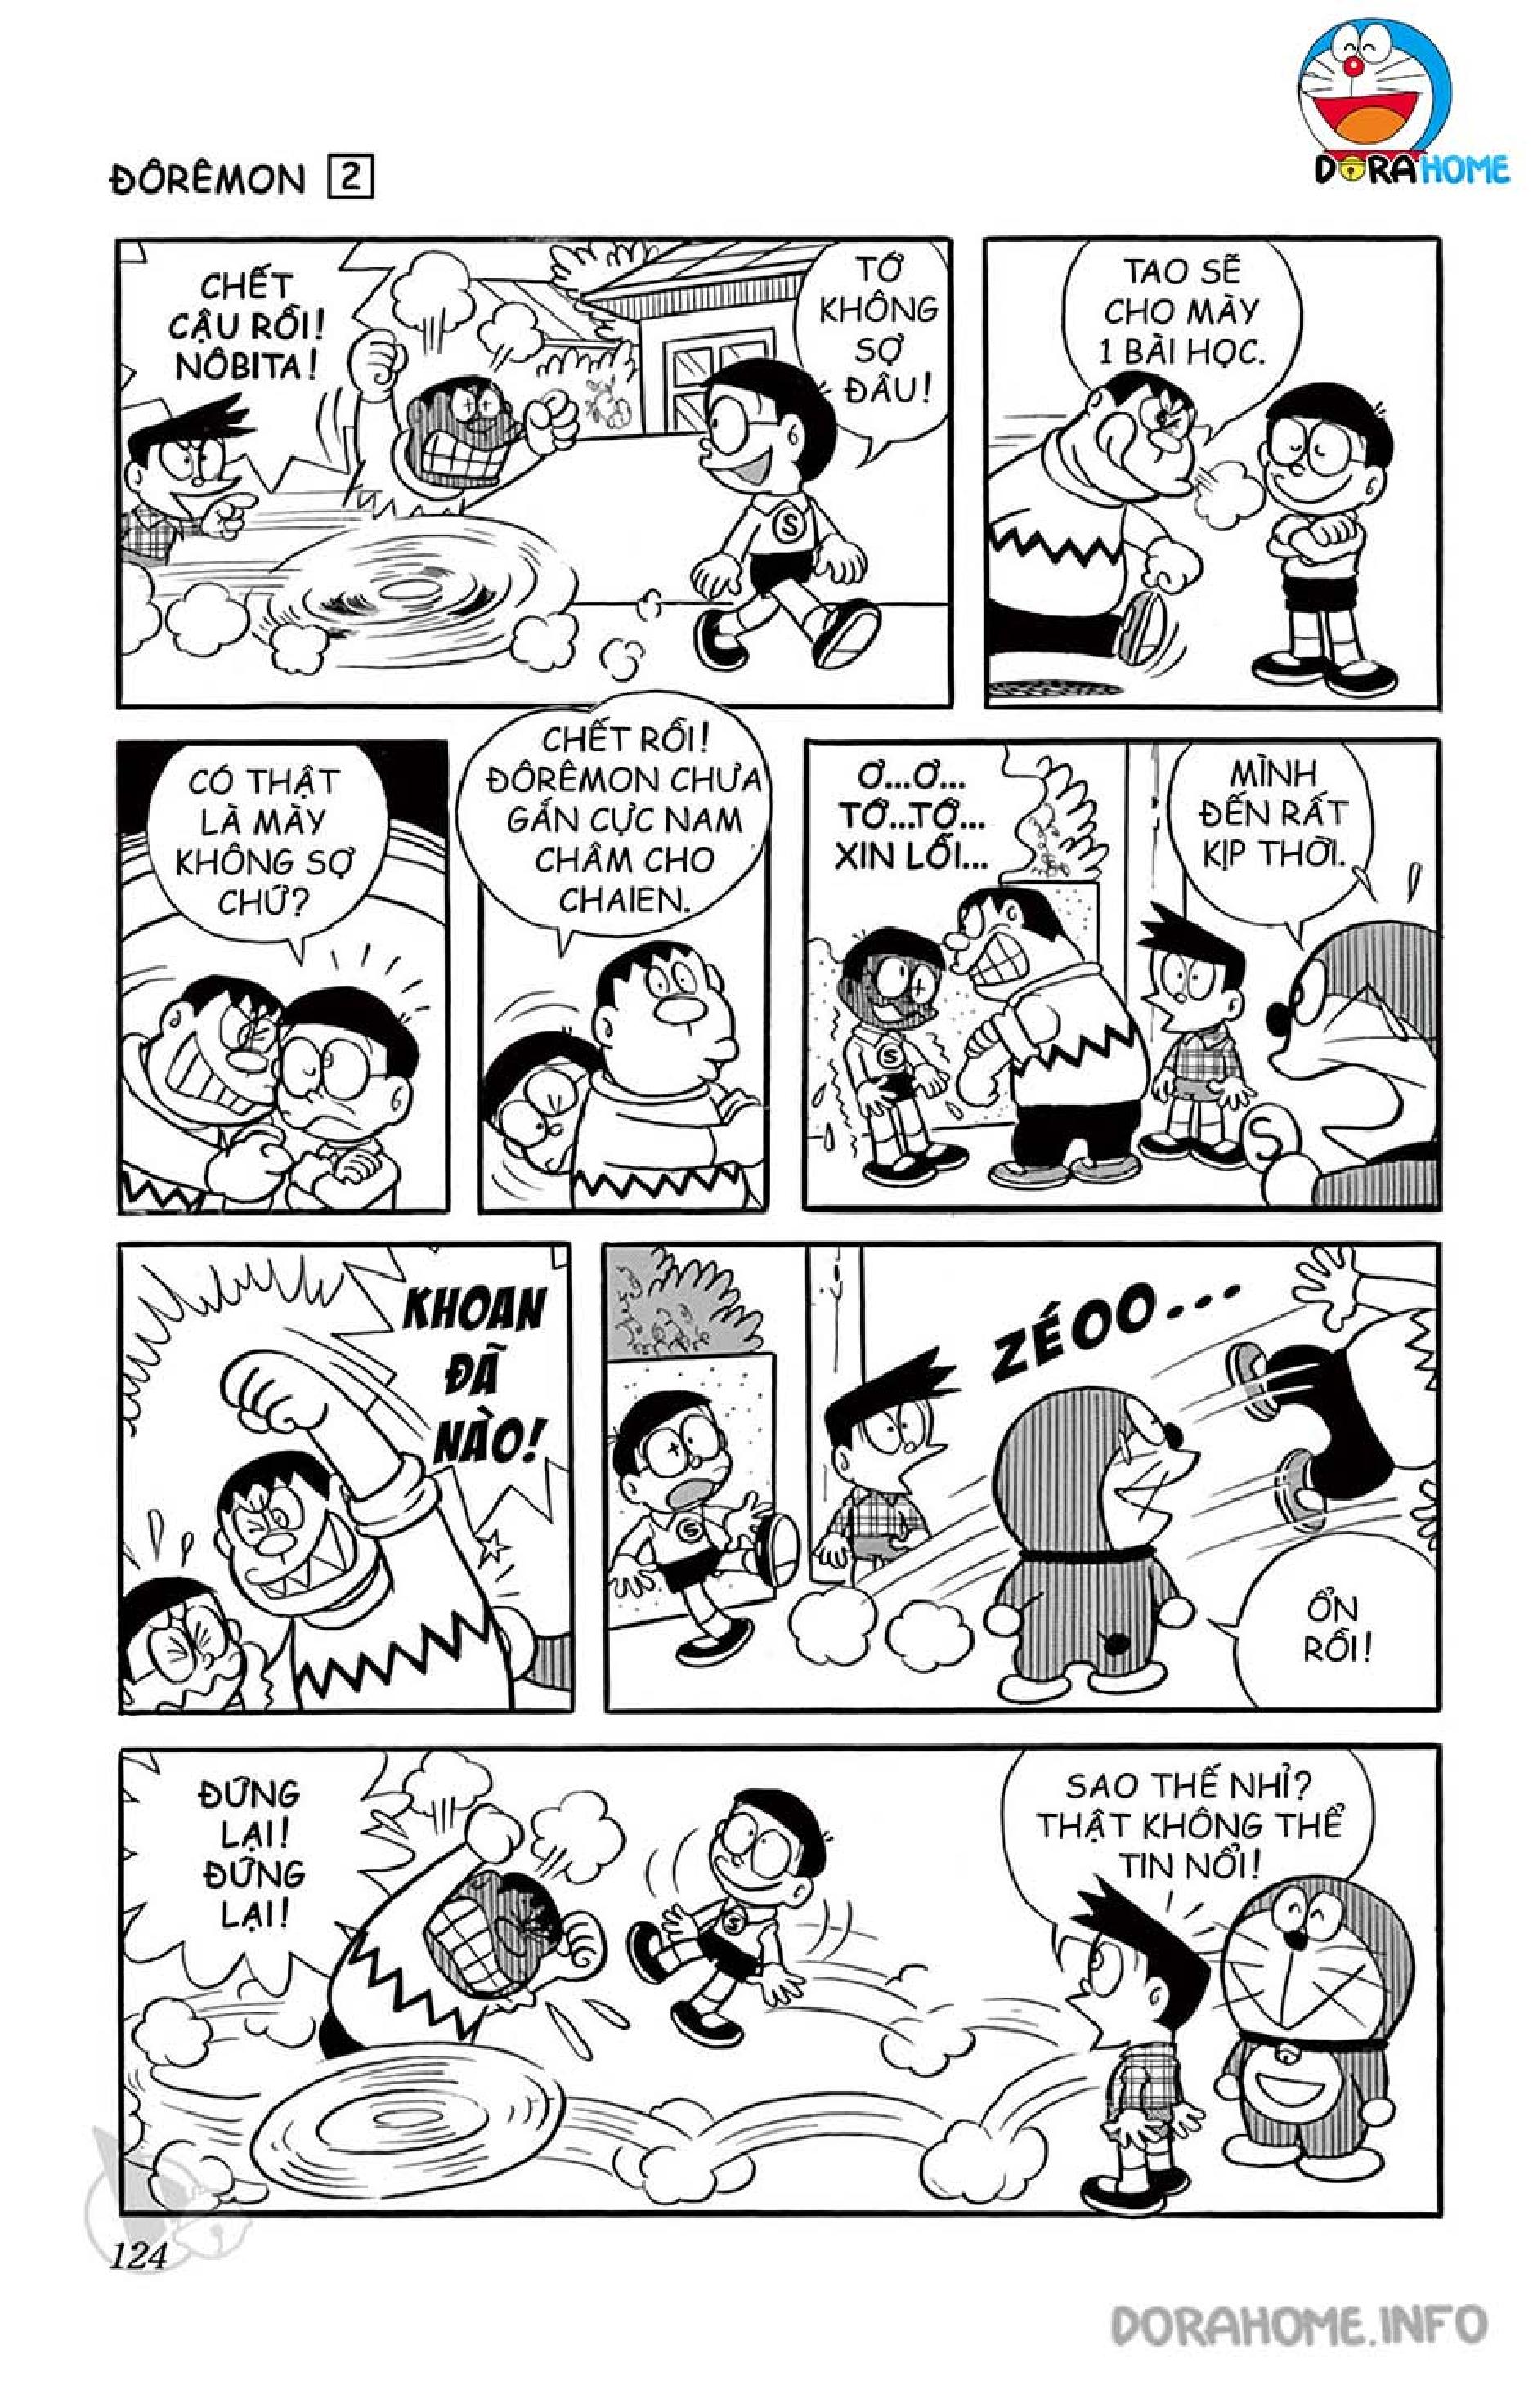 DORAHOME
ĐÔRÊMON 2
CHẾT
CẬU RỒI!
NÔBITA!
TỚ
KHÔNG
SỢ
ĐÂU!
S
TAO SẼ
CHO MÀY
1 BÀI HỌC.
CÓ THẬT
LÀ MÀY
KHÔNG SỢ
CHỨ?
CHẾT RỒI!
ĐÔRÊMON CHƯA
GẮN CỰC NAM
CHÂM CHO
CHAIEN.
Ơ...Ơ...
TỚ...TỚ...
XIN LỖI...
S
MÌNH
ĐẾN RẤT
KỊP THỜI.
S
KHOAN
ĐÃ
NÀO!
ZÉOO...
S
ỔN
RỒI!
ĐỨNG
LẠI!
ĐỨNG
LẠI!
S
SAO THẾ NHỈ?
THẬT KHÔNG THỂ
TIN NỔI!
124
DORAHOME.INFO